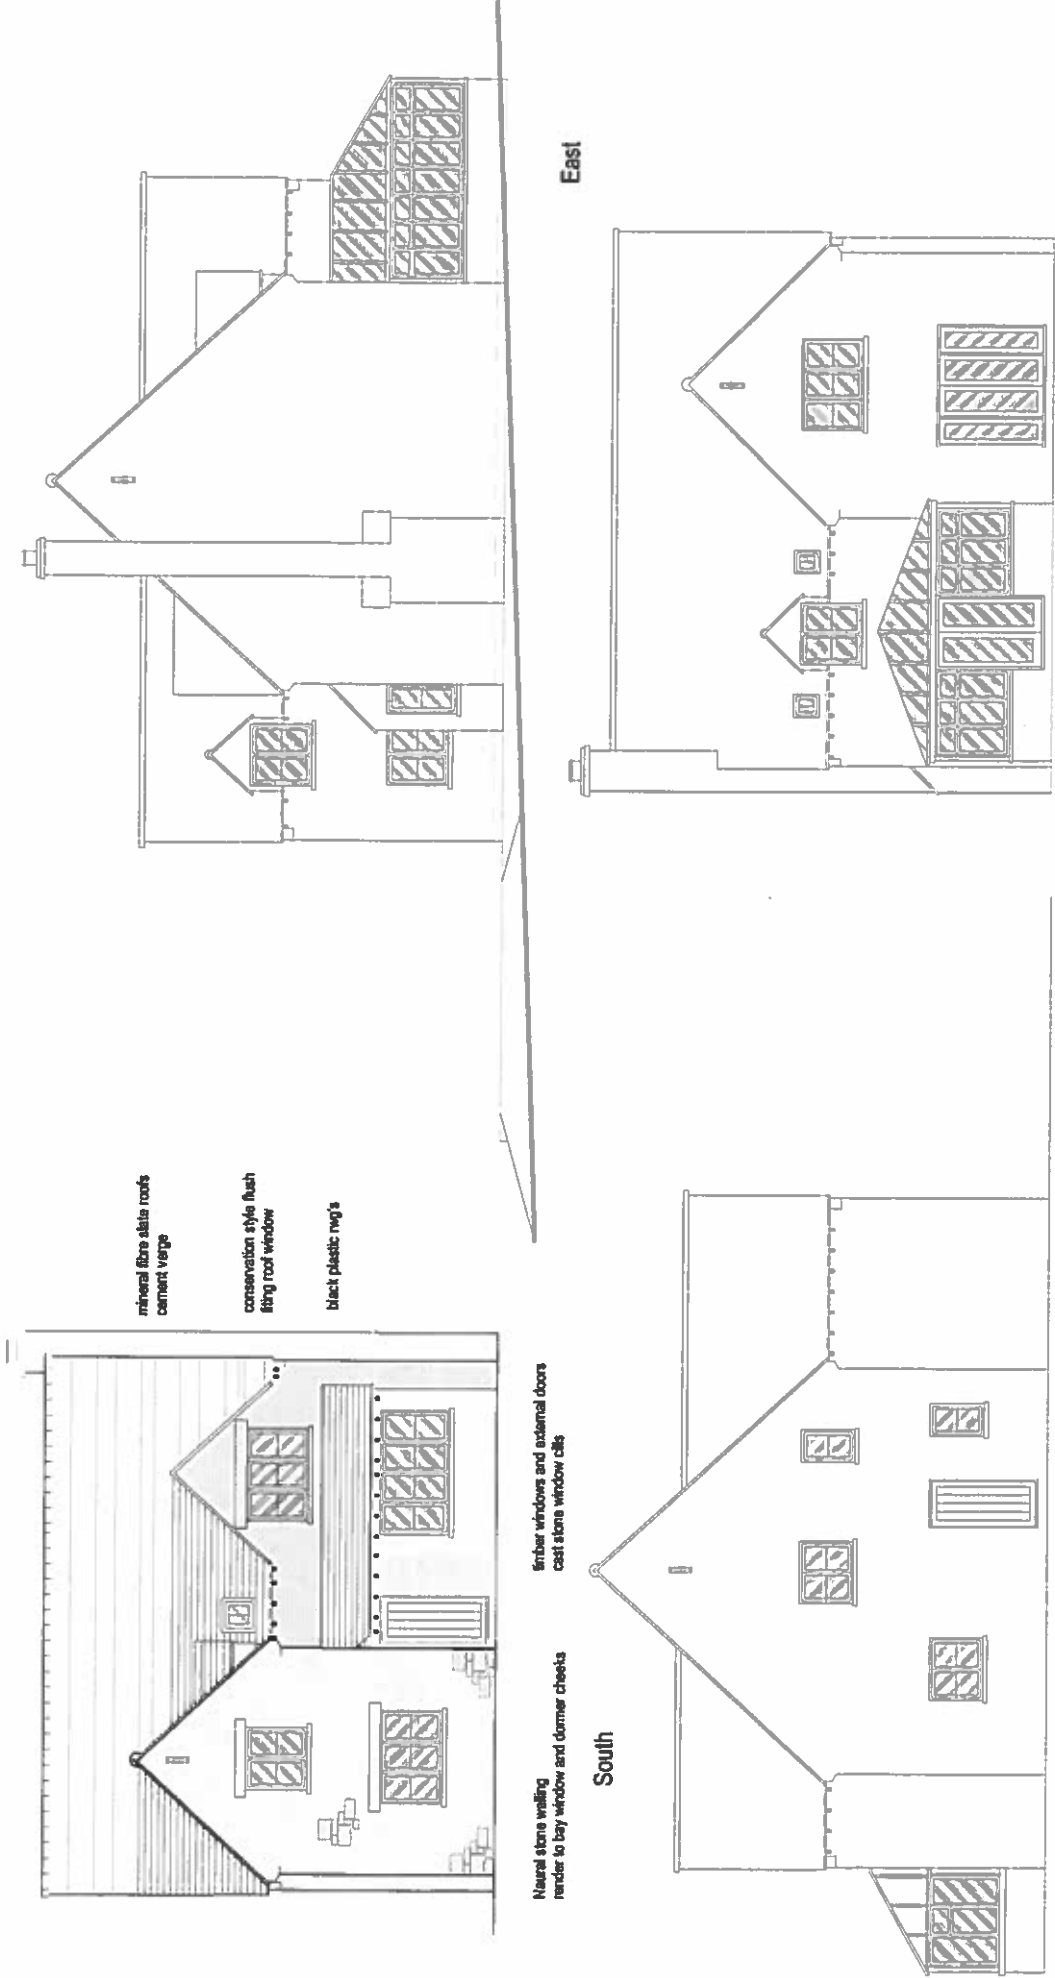 mineral fibre slate roofs
cement verge
conservation style flush
fitting roof window
black plastic rwg's
Naural stone walling
render to bay window and dormer cheeks
timber windows and external doors
cast stone window cills
South
East